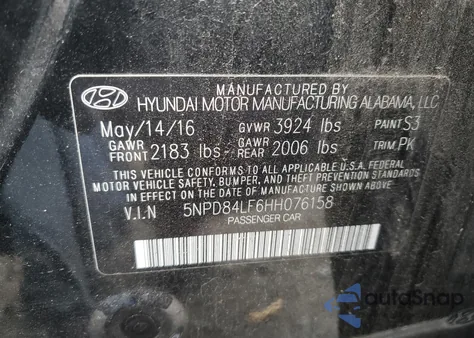 MANUFACTURED BY
HYUNDAI MOTOR MANUFACTURING ALABAMA, LLC
May/14/16 GVWR 3924 lbs PAINT S3
GAWR FRONT 2183 lbs- GAWR REAR 2006 lbs TRIM PK
THIS VEHICLE CONFORMS TO ALL APPLICABLE U.S.A. FEDERAL
MOTOR VEHICLE SAFETY, BUMPER, AND THEFT PREVENTION
STANDARDS IN EFFECT ON THE DATE OF MANUFACTURE SHOWN ABOVE.
V.I.N 5NPD84LF6HH076158
PASSENGER CAR
autoSnap